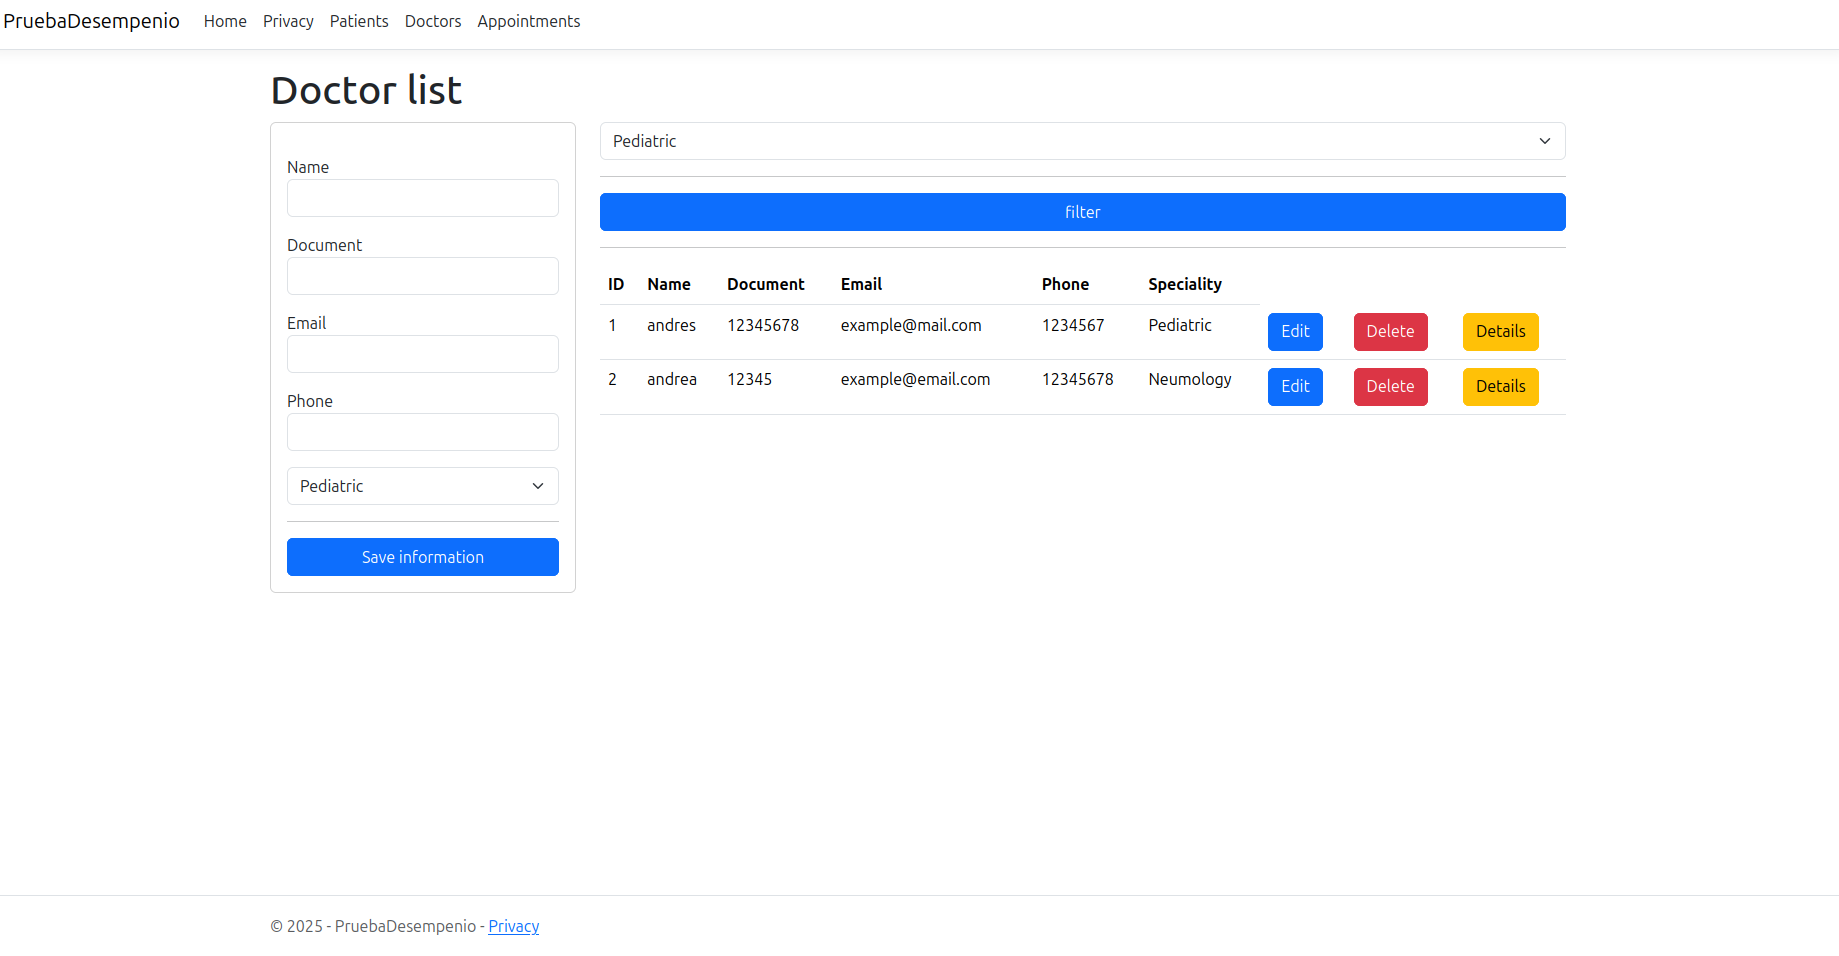 PruebaDesempenio Home Privacy Patients Doctors Appointments
Doctor list
Name
Document
Email
Phone
Pediatric
Save information
Pediatric
filter
ID Name Document Email Phone Speciality
1 andres 12345678 example@mail.com 1234567 Pediatric Edit Delete Details
2 andrea 12345 example@email.com 12345678 Neumology Edit Delete Details
© 2025 - PruebaDesempenio - Privacy